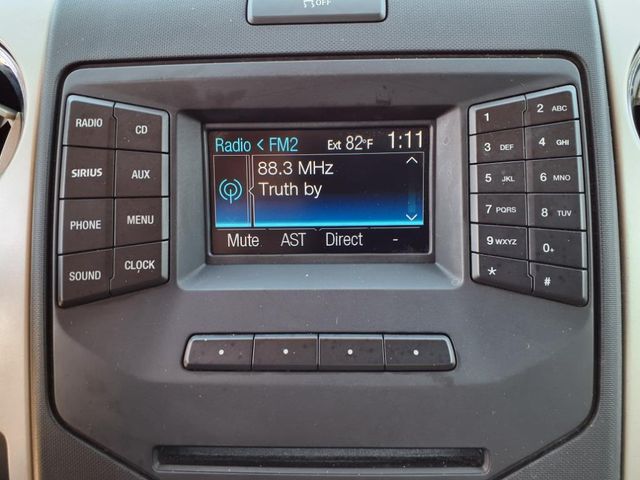 OFF
RADIO
CD
SIRIUS
AUX
PHONE
MENU
SOUND
CLOCK
Radio < FM2 Ext 82°F 1:11
88.3 MHz
Truth by
Mute AST Direct -
1
2 ABC
3 DEF
4 GHI
5 JKL
6 MNO
7 PQRS
8 TUV
9 WXYZ
0+
*
#